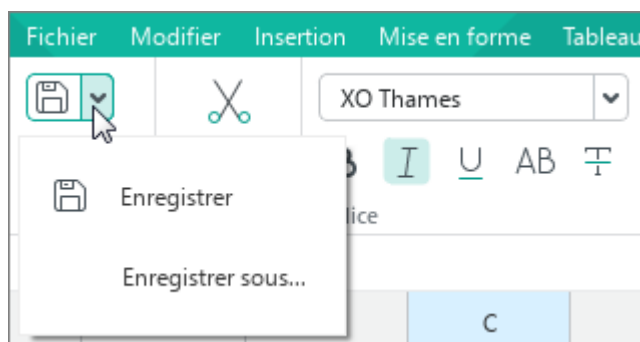 Fichier Modifier Insertion Mise en forme Tableau
XO Thames
I U AB T
Enregistrer
Enregistrer sous...
C